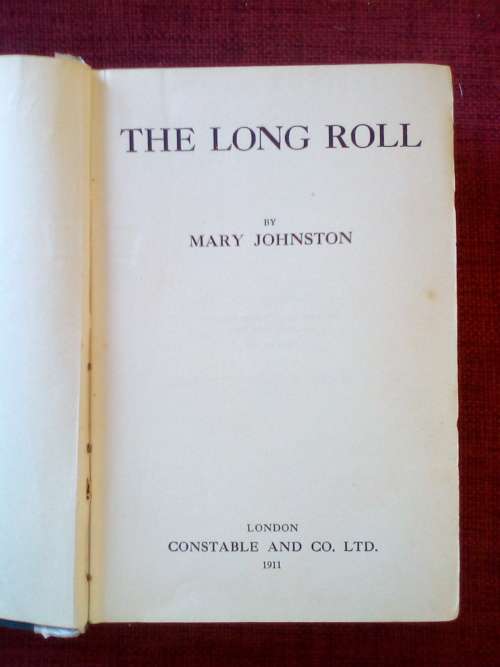 THE LONG ROLL
BY
MARY JOHNSTON
LONDON
CONSTABLE AND CO. LTD.
1911